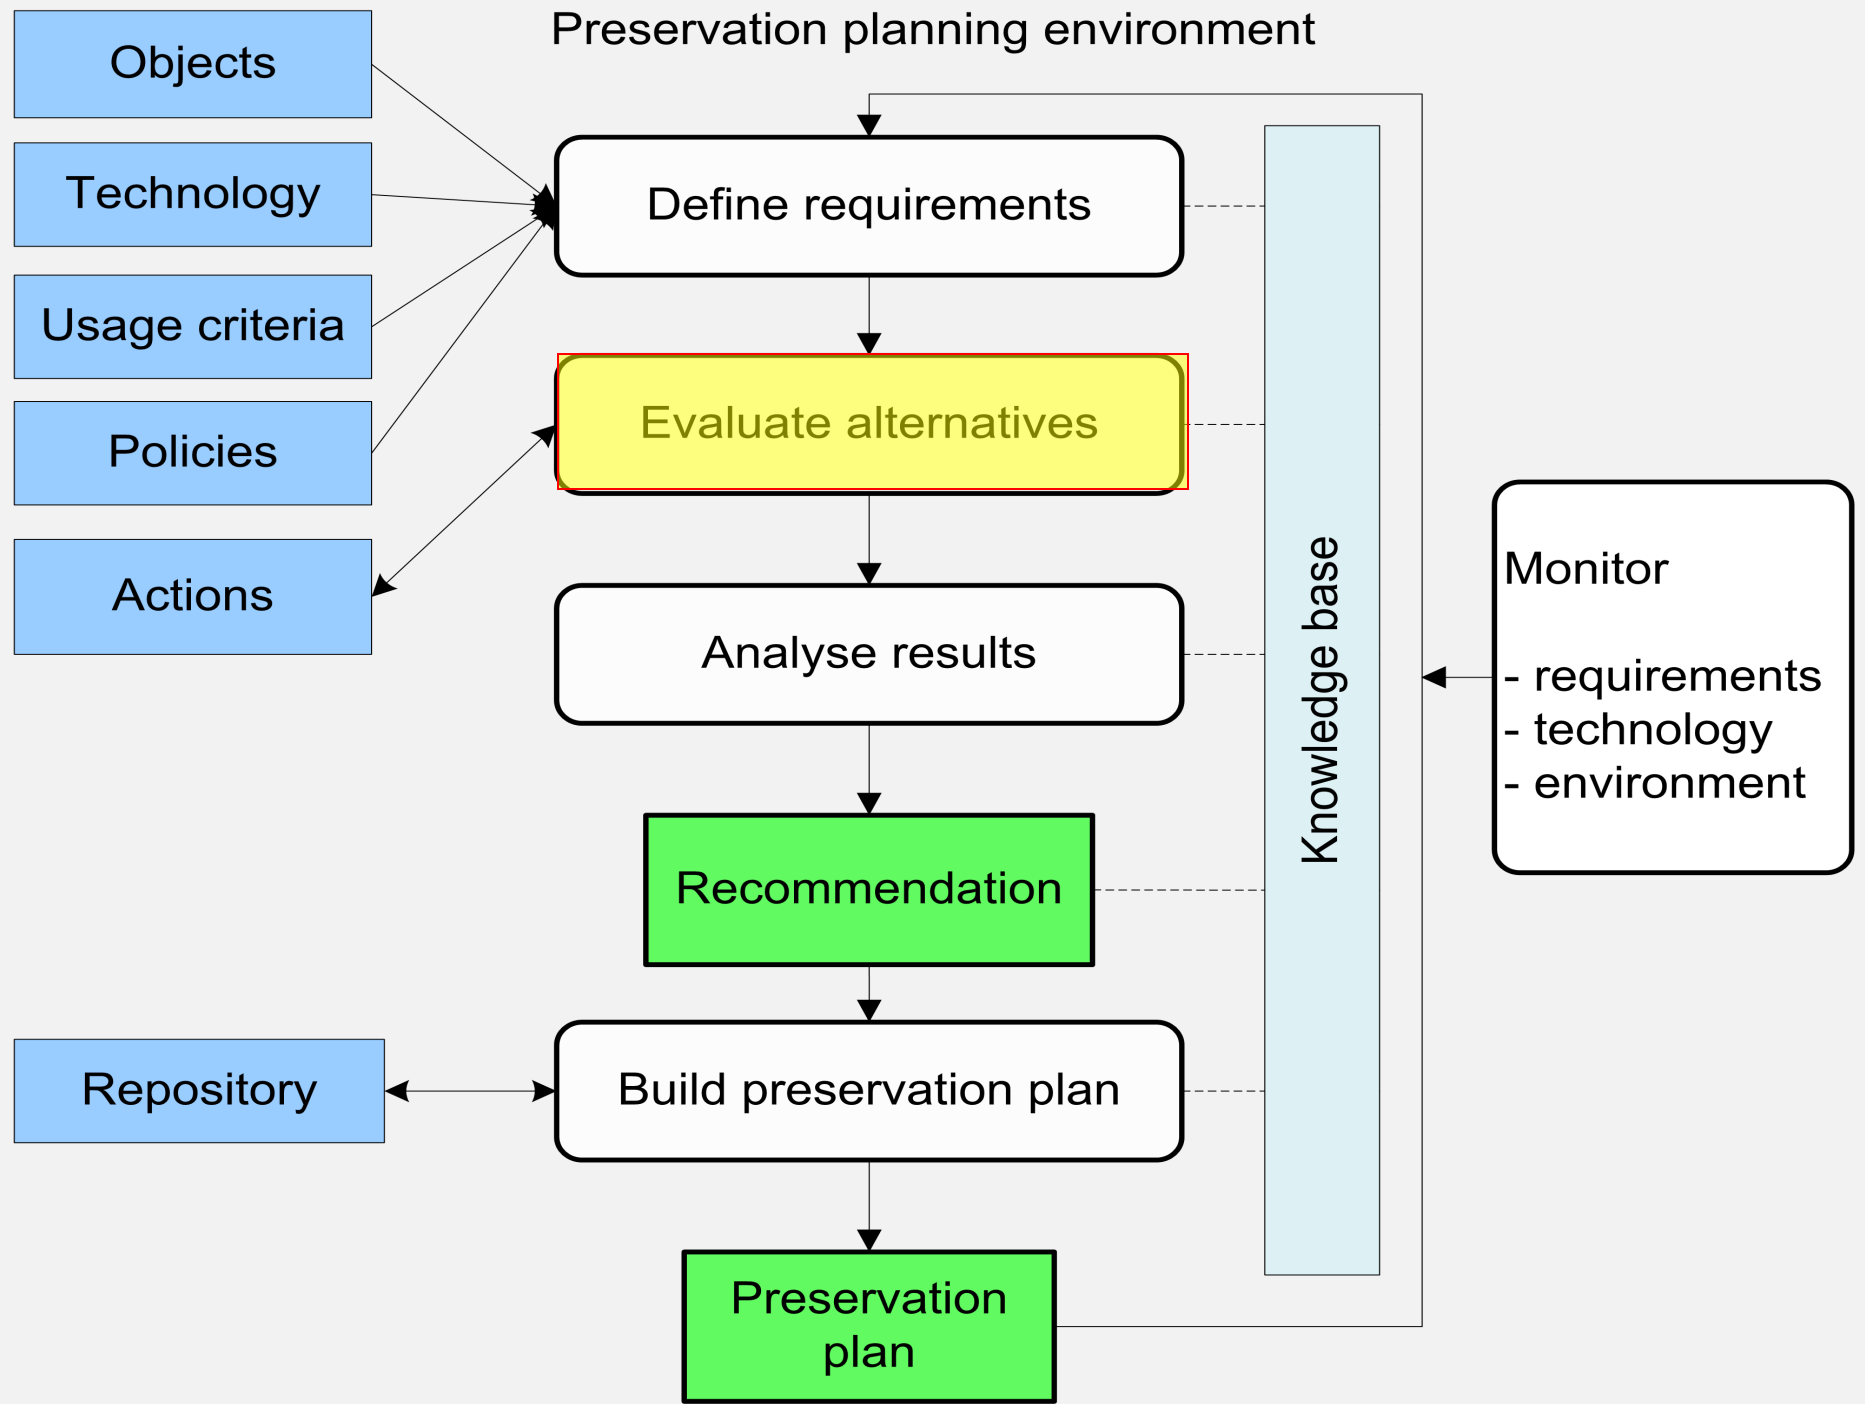 Preservation planning environment
Objects
Technology
Usage criteria
Policies
Actions
Repository
Define requirements
Evaluate alternatives
Analyse results
Recommendation
Build preservation plan
Preservation
plan
Knowledge base
Monitor
- requirements
- technology
- environment